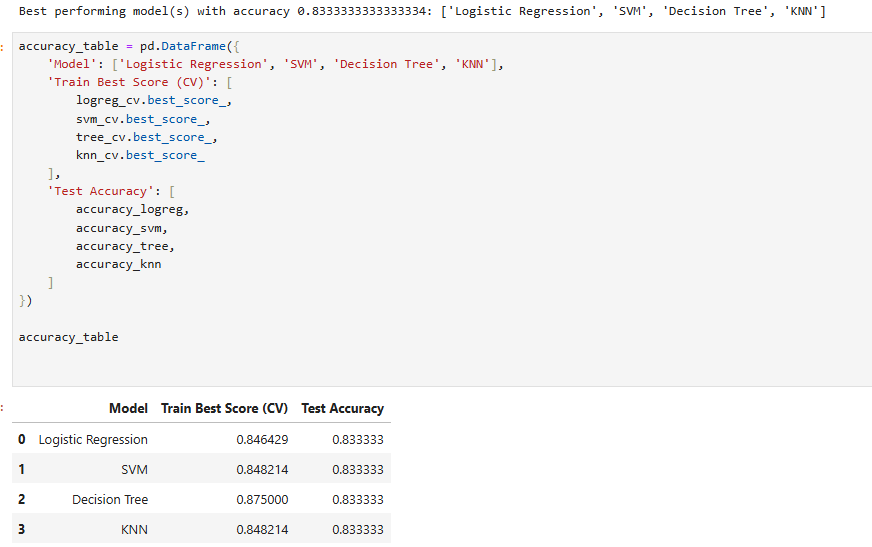 Best performing model(s) with accuracy 0.8333333333333334: ['Logistic Regression', 'SVM', 'Decision Tree', 'KNN']
:
accuracy_table = pd.DataFrame({
    'Model': ['Logistic Regression', 'SVM', 'Decision Tree', 'KNN'],
    'Train Best Score (CV)': [
        logreg_cv.best_score_,
        svm_cv.best_score_,
        tree_cv.best_score_,
        knn_cv.best_score_
    ],
    'Test Accuracy': [
        accuracy_logreg,
        accuracy_svm,
        accuracy_tree,
        accuracy_knn
    ]
})

accuracy_table
:
Model Train Best Score (CV) Test Accuracy
0 Logistic Regression 0.846429 0.833333
1 SVM 0.848214 0.833333
2 Decision Tree 0.875000 0.833333
3 KNN 0.848214 0.833333